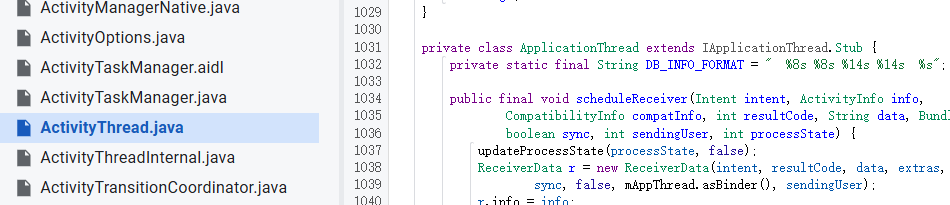 ActivityManagerNative.java
ActivityOptions.java
ActivityTaskManager.aidl
ActivityTaskManager.java
ActivityThread.java
ActivityThreadInternal.java
ActivityTransitionCoordinator.java
1029 }
1030
1031 private class ApplicationThread extends IApplicationThread.Stub {
1032 private static final String DB_INFO_FORMAT = "  %8s %8s %14s %14s  %s";
1033
1034 public final void scheduleReceiver(Intent intent, ActivityInfo info,
1035 CompatibilityInfo compatInfo, int resultCode, String data, Bund
1036 boolean sync, int sendingUser, int processState) {
1037 updateProcessState(processState, false);
1038 ReceiverData r = new ReceiverData(intent, resultCode, data, extras,
1039 sync, false, mAppThread.asBinder(), sendingUser);
1040 r.info = info;